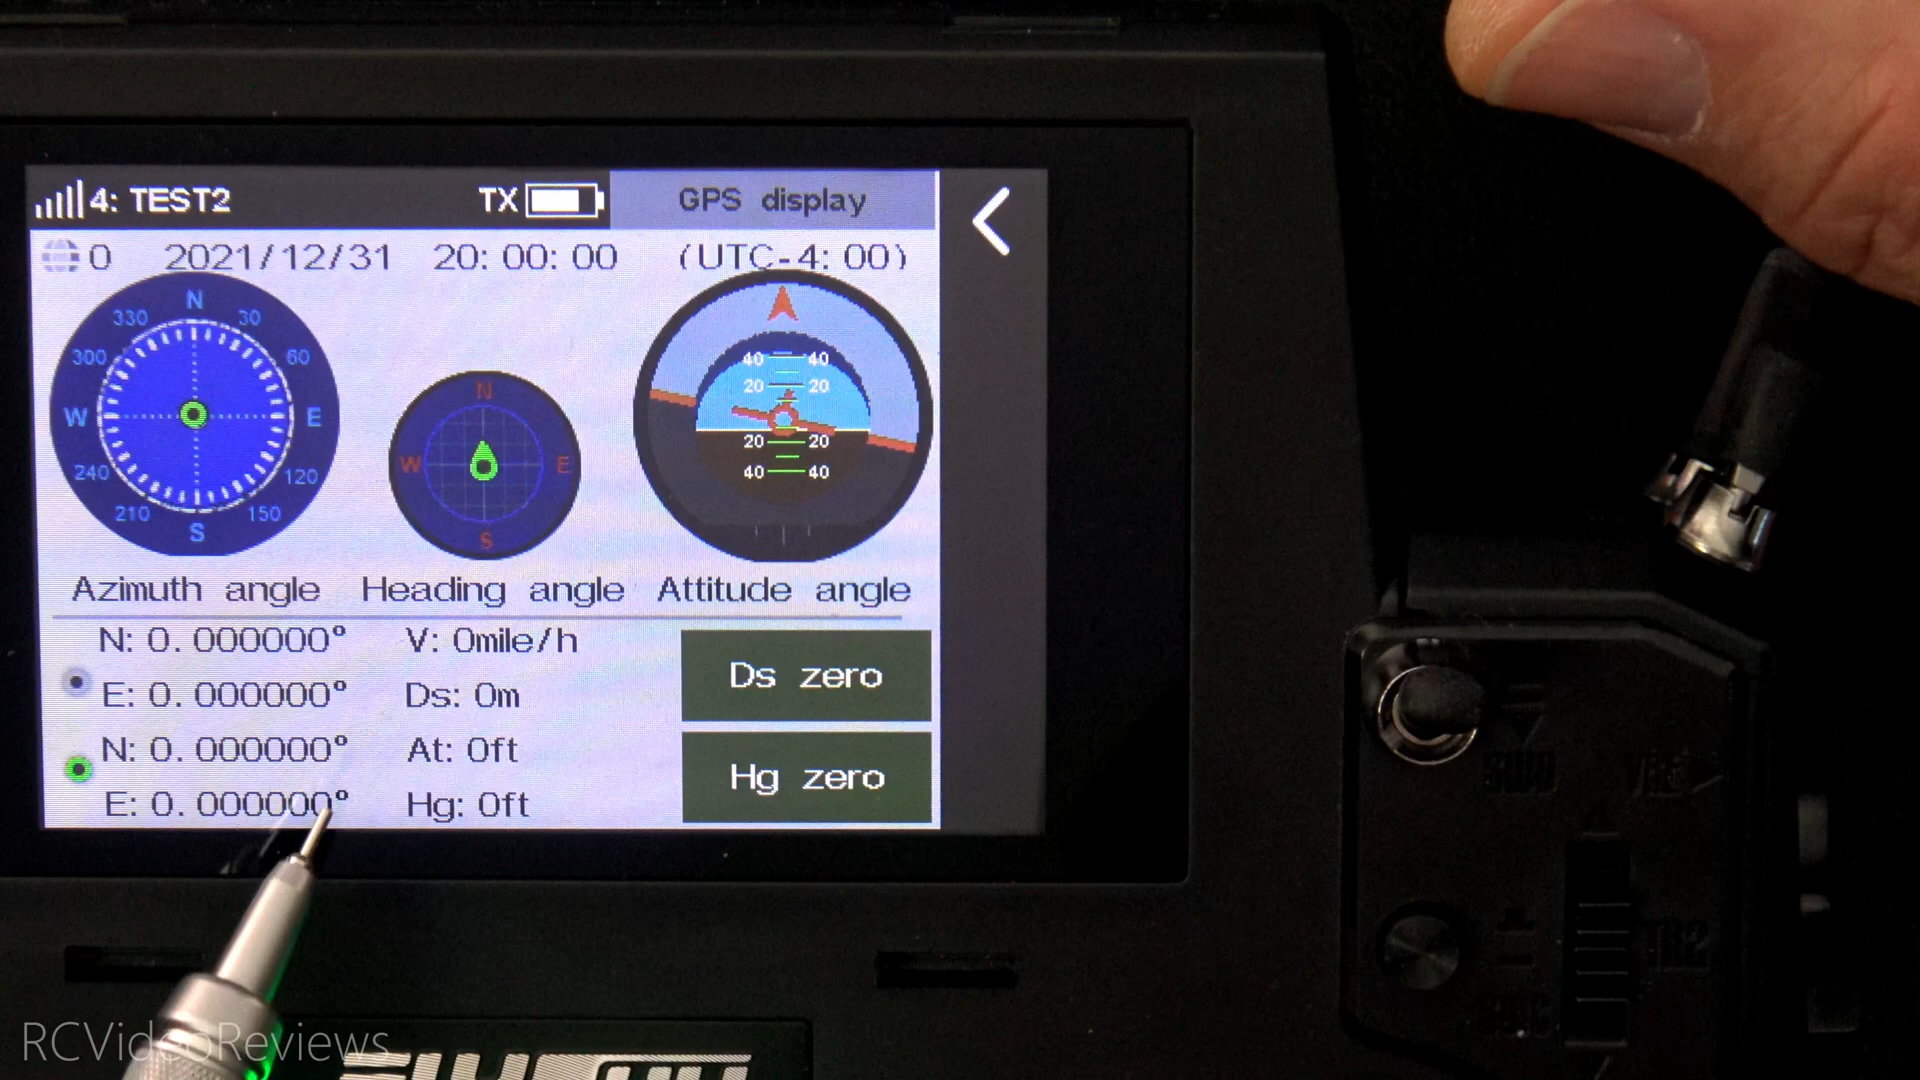 4: TEST2 TX GPS display
0 2021/12/31 20: 00: 00 (UTC-4: 00)
N
330 30
300 60
W E
240 120
210 150
S
N
W E
S
40 40
20 20
20 20
40 40
Azimuth angle Heading angle Attitude angle
N: 0. 000000° V: 0mile/h Ds zero
E: 0. 000000° Ds: 0m
N: 0. 000000° At: 0ft Hg zero
E: 0. 000000° Hg: 0ft
TR2
RCVideoReviews